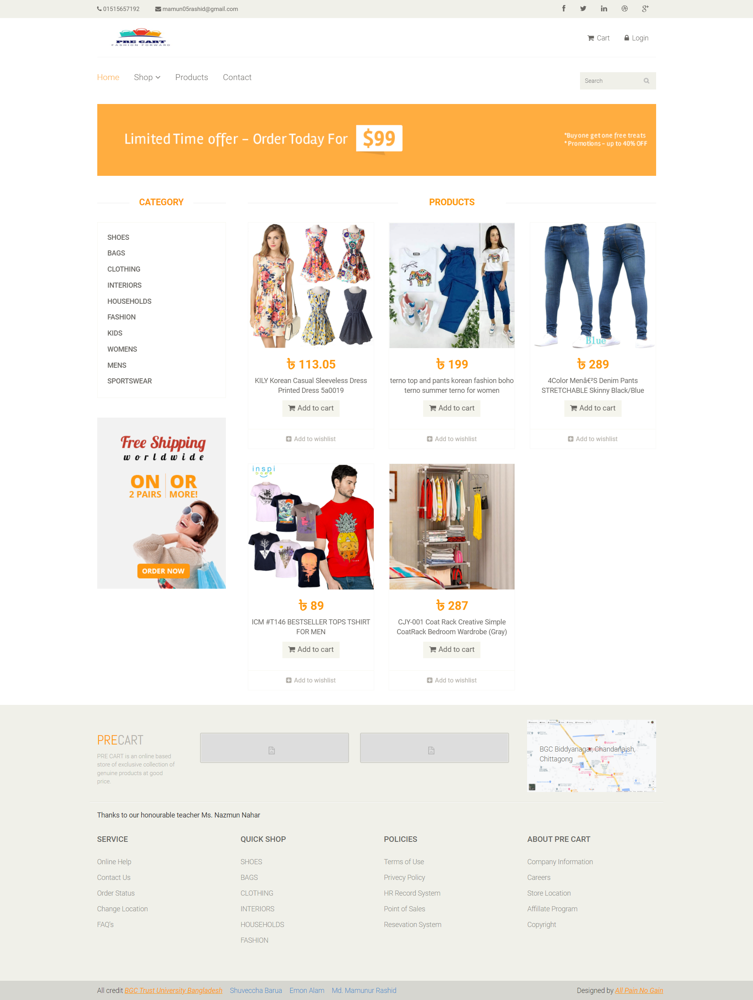 01515657192 mamun05rashid@gmail.com
PRE CART
FASHION FORWARD
Cart Login
Home Shop Products Contact
Search
Limited Time offer – Order Today For $99
*Buy one get one free treats
* Promotions – up to 40% OFF
CATEGORY
SHOES
BAGS
CLOTHING
INTERIORS
HOUSEHOLDS
FASHION
KIDS
WOMENS
MENS
SPORTSWEAR
Free Shipping
worldwide
ON OR
2 PAIRS MORE!
ORDER NOW
PRODUCTS
৳ 113.05
KILY Korean Casual Sleeveless Dress
Printed Dress 5a0019
Add to cart
Add to wishlist
৳ 199
terno top and pants korean fashion boho
terno summer terno for women
Add to cart
Add to wishlist
Blue
৳ 289
4Color Menâ€²S Denim Pants
STRETCHABLE Skinny Black/Blue
Add to cart
Add to wishlist
inspi
ひらめき
৳ 89
ICM #T146 BESTSELLER TOPS TSHIRT
FOR MEN
Add to cart
Add to wishlist
৳ 287
CJY-001 Coat Rack Creative Simple
CoatRack Bedroom Wardrobe (Gray)
Add to cart
Add to wishlist
PRECART
PRE CART is an online based
store of exclusive collection of
genuine products at good
price.
BGC Biddyanagar, Chandanaish,
Chittagong
Thanks to our honourable teacher Ms. Nazmun Nahar
SERVICE
Online Help
Contact Us
Order Status
Change Location
FAQ's
QUICK SHOP
SHOES
BAGS
CLOTHING
INTERIORS
HOUSEHOLDS
FASHION
POLICIES
Terms of Use
Privecy Policy
HR Record System
Point of Sales
Resevation System
ABOUT PRE CART
Company Information
Careers
Store Location
Affillate Program
Copyright
All credit BGC Trust University Bangladesh Shuveccha Barua Emon Alam Md. Mamunur Rashid
Designed by All Pain No Gain